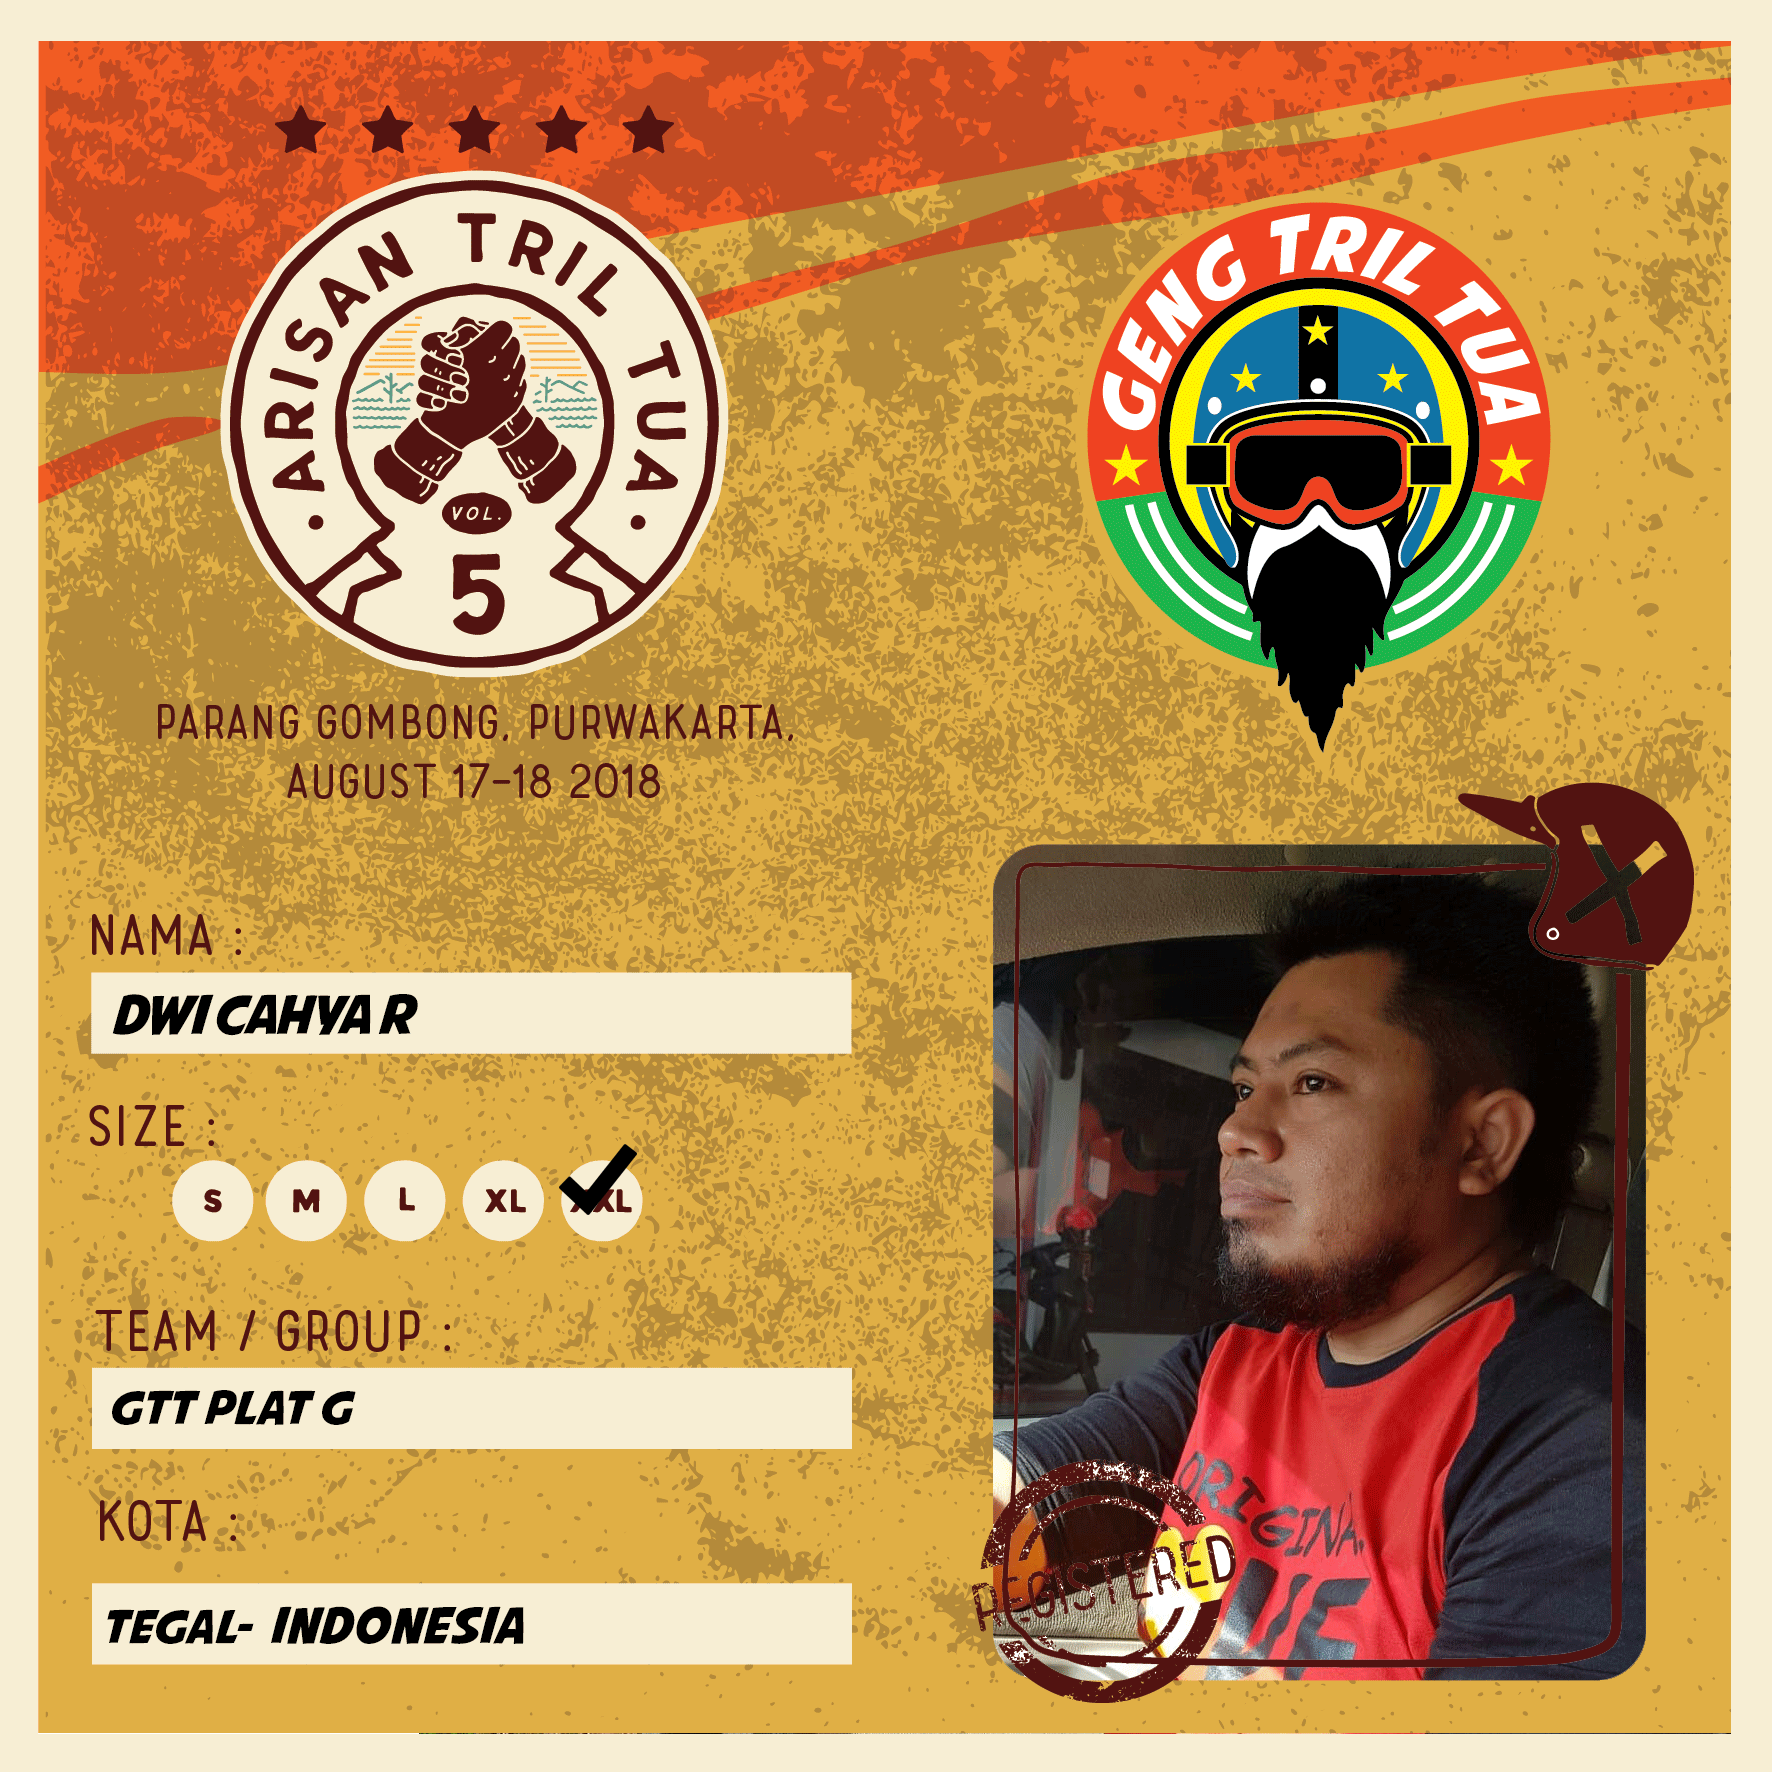 ARISAN TRIL TUA
VOL.
5
GENG TRIL TUA
PARANG GOMBONG, PURWAKARTA,
AUGUST 17-18 2018
NAMA :
DWI CAHYA R
SIZE :
S M L XL XXL
TEAM / GROUP :
GTT PLAT G
KOTA :
TEGAL- INDONESIA
ORIGINAL
REGISTERED